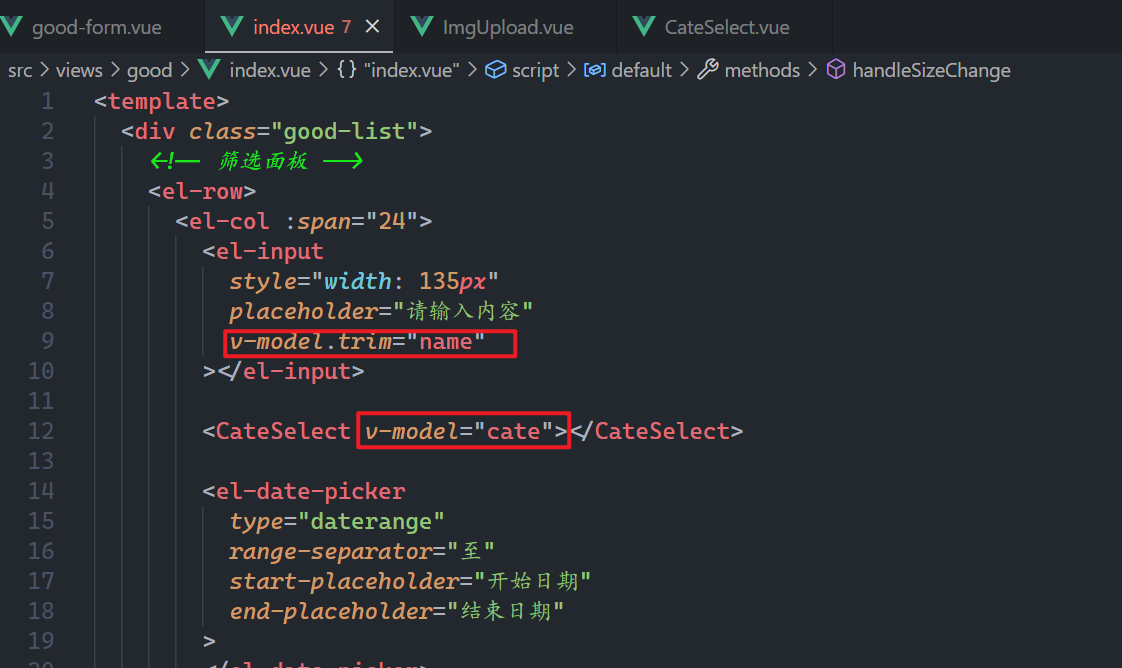 good-form.vue index.vue 7 × ImgUpload.vue CateSelect.vue
src > views > good > index.vue > {} "index.vue" > script > default > methods > handleSizeChange
1 <template>
2 <div class="good-list">
3 <!-- 筛选面板 -->
4 <el-row>
5 <el-col :span="24">
6 <el-input
7 style="width: 135px"
8 placeholder="请输入内容"
9 v-model.trim="name"
10 ></el-input>
11
12 <CateSelect v-model="cate"></CateSelect>
13
14 <el-date-picker
15 type="daterange"
16 range-separator="至"
17 start-placeholder="开始日期"
18 end-placeholder="结束日期"
19 >
20 </el-date-picker>